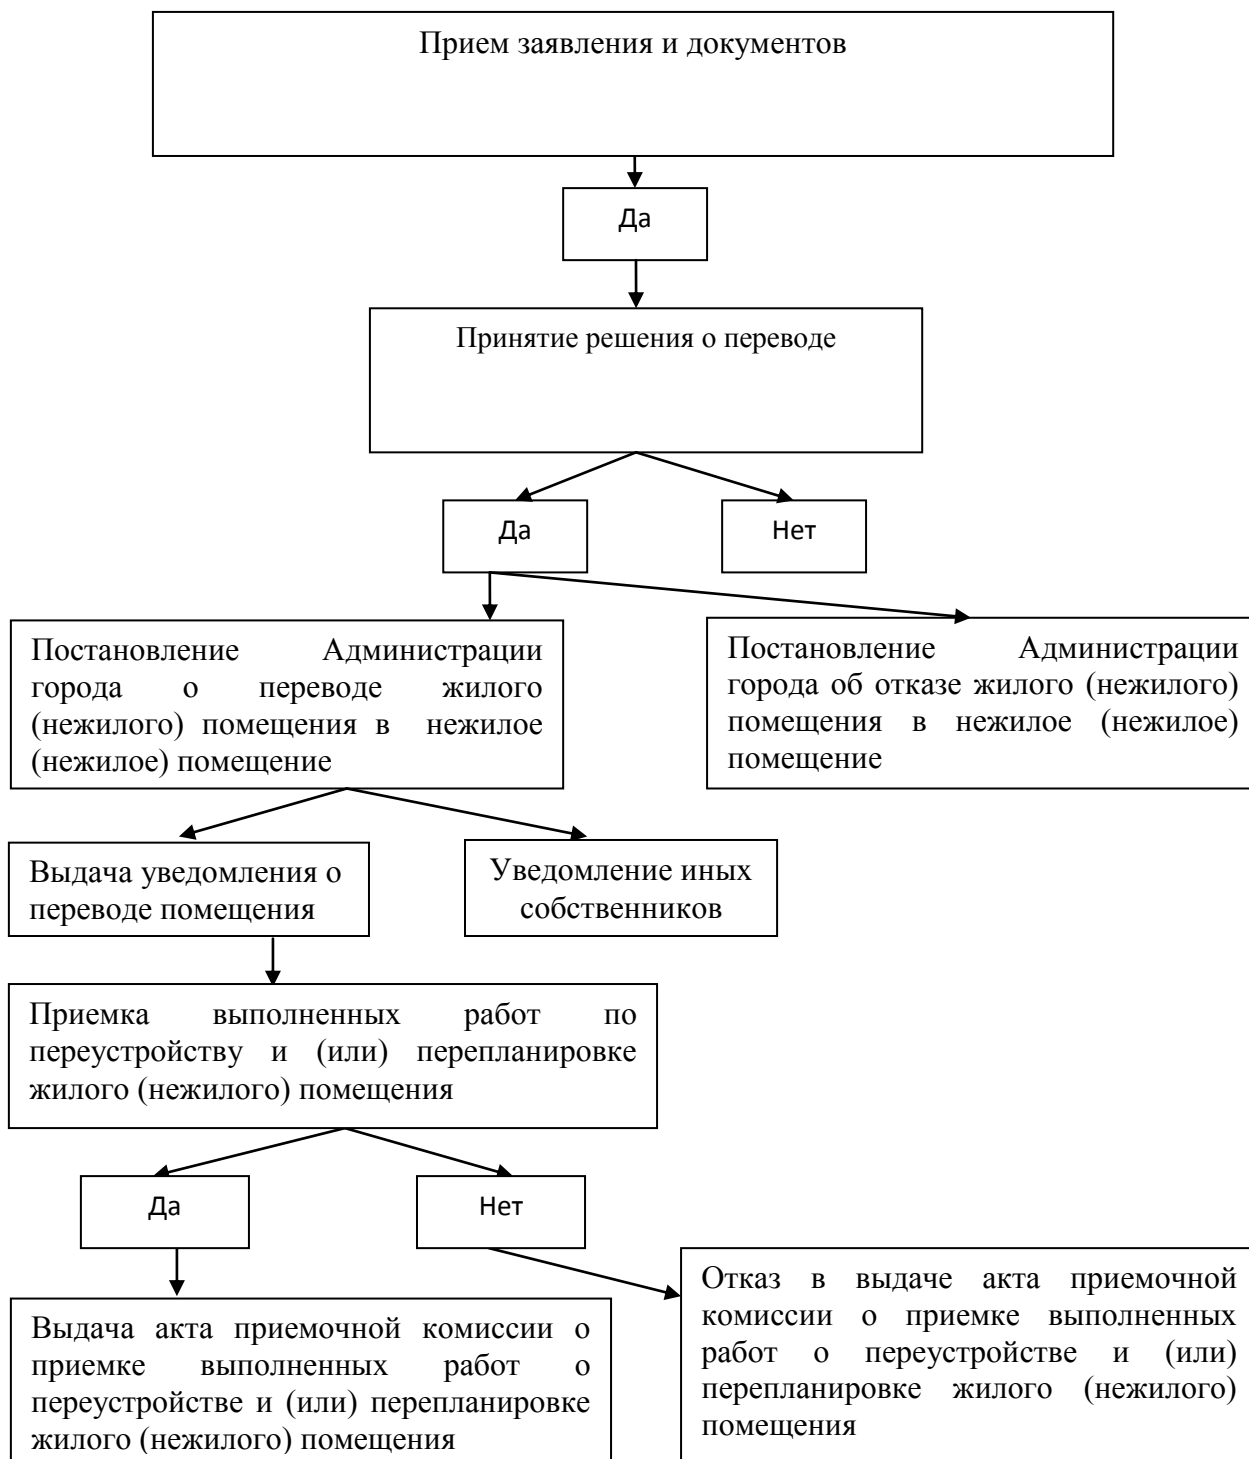 Прием заявления и документов
Да
Принятие решения о переводе
Да
Нет
Постановление Администрации
города о переводе жилого
(нежилого) помещения в нежилое
(нежилое) помещение
Постановление Администрации
города об отказе жилого (нежилого)
помещения в нежилое (нежилое)
помещение
Выдача уведомления о
переводе помещения
Уведомление иных
собственников
Приемка выполненных работ по
переустройству и (или) перепланировке
жилого (нежилого) помещения
Да
Нет
Выдача акта приемочной комиссии о
приемке выполненных работ о
переустройстве и (или) перепланировке
жилого (нежилого) помещения
Отказ в выдаче акта приемочной
комиссии о приемке выполненных
работ о переустройстве и (или)
перепланировке жилого (нежилого)
помещения